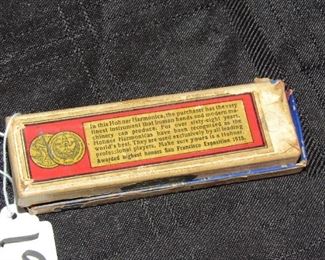 In this Hohner Harmonica, the purchaser has the very
finest instrument that human hands and modern ma-
chinery can produce. For over sixty-eight years,
Hohner Harmonicas have been recognized as the
world's best. They are used exclusively by all leading
professional players. Make sure yours is a Hohner.
Awarded highest honors San Francisco Exposition 1915.